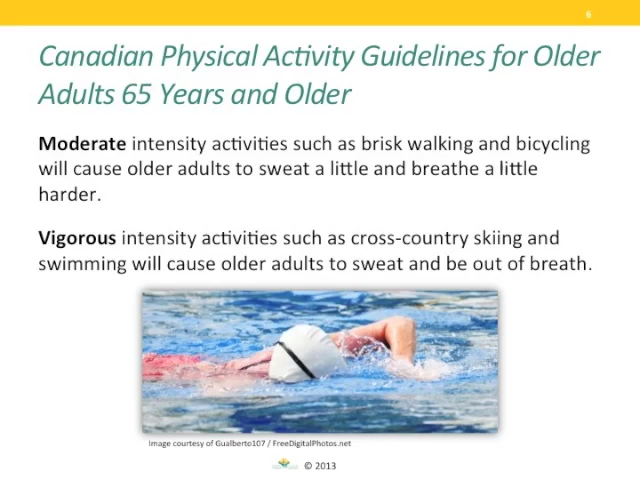 6
Canadian Physical Activity Guidelines for Older
Adults 65 Years and Older
Moderate intensity activities such as brisk walking and bicycling
will cause older adults to sweat a little and breathe a little
harder.
Vigorous intensity activities such as cross-country skiing and
swimming will cause older adults to sweat and be out of breath.
Image courtesy of Gualberto107 / FreeDigitalPhotos.net
© 2013